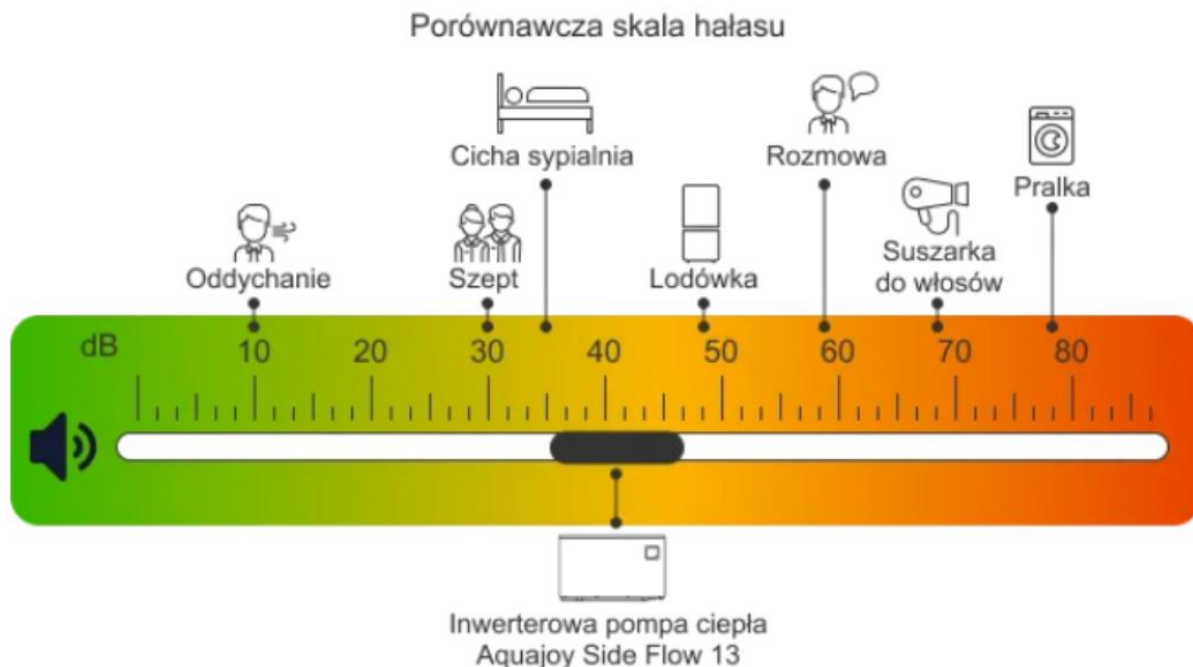 Porównawcza skala hałasu
Cicha sypialnia
Rozmowa
Pralka
Oddychanie
Szept
Lodówka
Suszarka
do włosów
dB 10 20 30 40 50 60 70 80
Inwerterowa pompa ciepła
Aquajoy Side Flow 13